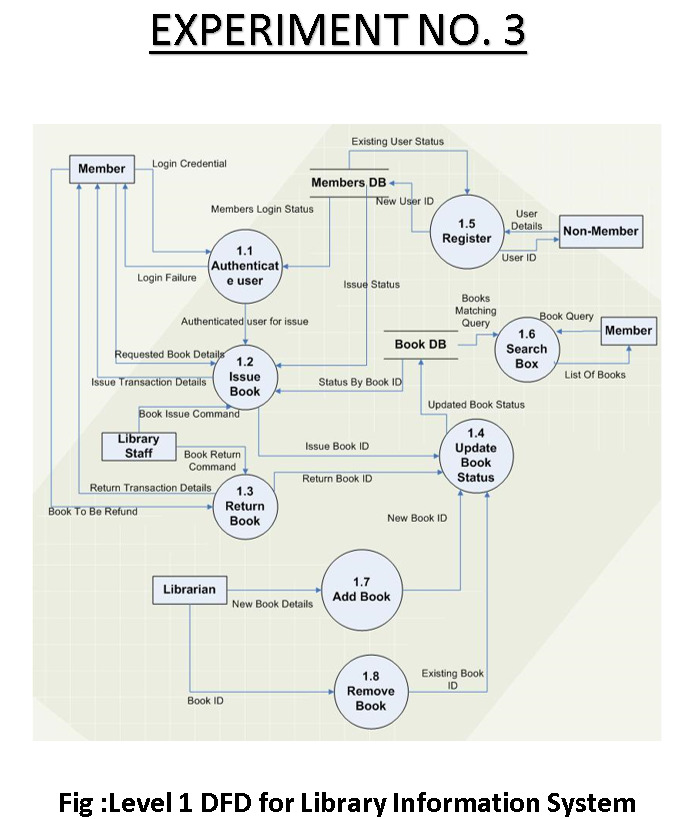 EXPERIMENT NO. 3
Existing User Status
Member
Login Credential
Members DB
New User ID
Members Login Status
1.5
Register
User
Details
Non-Member
User ID
1.1
Authenticat
e user
Login Failure
Issue Status
Books
Matching
Query
Book Query
Member
1.6
Search
Box
List Of Books
Authenticated user for issue
Book DB
Requested Book Details
1.2
Issue
Book
Issue Transaction Details
Status By Book ID
Book Issue Command
Updated Book Status
Library
Staff
Book Return
Command
Issue Book ID
1.4
Update
Book
Status
Return Book ID
Return Transaction Details
1.3
Return
Book
Book To Be Refund
New Book ID
Librarian
New Book Details
1.7
Add Book
1.8
Remove
Book
Existing Book
ID
Book ID
Fig :Level 1 DFD for Library Information System